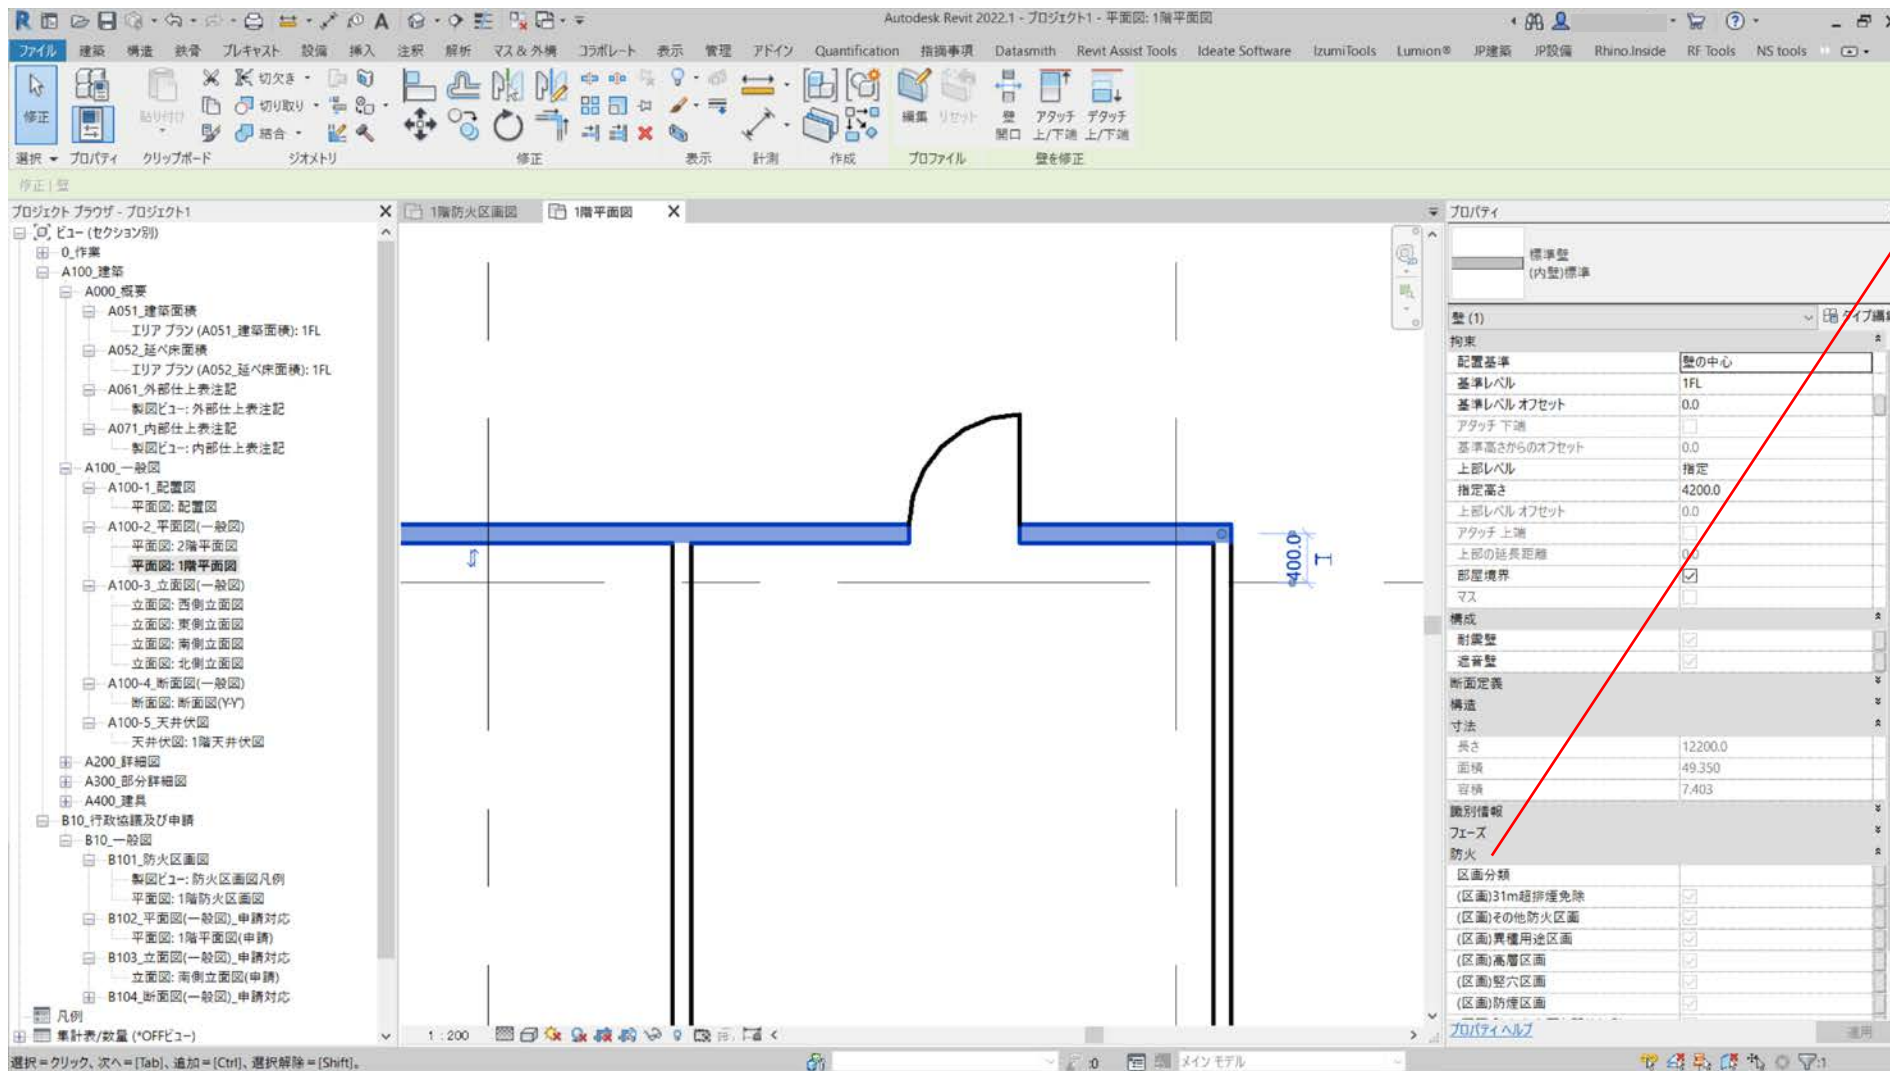 Autodesk Revit 2022.1 - プロジェクト1 - 平面図: 1階平面図
ファイル 建築 構造 鉄骨 プレキャスト 設備 挿入 注釈 解析 マス & 外構 コラボレート 表示 管理 アドイン Quantification 指摘事項 Datasmith Revit Assist Tools Ideate Software IzumiTools Lumion® JP建築 JP設備 Rhino.Inside RF Tools NS tools
修正 貼り付け 切欠き 切り取り 結合 編集 リセット 壁 開口 アタッチ 上/下端 デタッチ 上/下端
選択 プロパティ クリップボード ジオメトリ 修正 表示 計測 作成 プロファイル 壁を修正
修正 | 壁
プロジェクト ブラウザ - プロジェクト1
ビュー (セクション別)
0_作業
A100_建築
A000_概要
A051_建築面積
エリア プラン (A051_建築面積): 1FL
A052_延べ床面積
エリア プラン (A052_延べ床面積): 1FL
A061_外部仕上表注記
製図ビュー: 外部仕上表注記
A071_内部仕上表注記
製図ビュー: 内部仕上表注記
A100_一般図
A100-1_配置図
平面図: 配置図
A100-2_平面図(一般図)
平面図: 2階平面図
平面図: 1階平面図
A100-3_立面図(一般図)
立面図: 西側立面図
立面図: 東側立面図
立面図: 南側立面図
立面図: 北側立面図
A100-4_断面図(一般図)
断面図: 断面図(Y-Y')
A100-5_天井伏図
天井伏図: 1階天井伏図
A200_詳細図
A300_部分詳細図
A400_建具
B10_行政協議及び申請
B10_一般図
B101_防火区画図
製図ビュー: 防火区画図凡例
平面図: 1階防火区画図
B102_平面図(一般図)_申請対応
平面図: 1階平面図(申請)
B103_立面図(一般図)_申請対応
立面図: 南側立面図(申請)
B104_断面図(一般図)_申請対応
凡例
集計表/数量 (*OFFビュー)
1階防火区画図 1階平面図
400.0
1 : 200
プロパティ
標準壁
(内壁)標準
壁 (1) タイプ編集
拘束
配置基準 壁の中心
基準レベル 1FL
基準レベル オフセット 0.0
アタッチ 下端
基準高さからのオフセット 0.0
上部レベル 指定
指定高さ 4200.0
上部レベル オフセット 0.0
アタッチ 上端
上部の延長距離 0.0
部屋境界
マス
構成
耐震壁
遮音壁
断面定義
構造
寸法
長さ 12200.0
面積 49.350
容積 7.403
識別情報
フェーズ
防火
区画分類
(区画)31m超排煙免除
(区画)その他防火区画
(区画)異種用途区画
(区画)高層区画
(区画)竪穴区画
(区画)防煙区画
プロパティ ヘルプ 適用
選択 = クリック、次へ = [Tab]、追加 = [Ctrl]、選択解除 = [Shift]。 :0 メイン モデル :1